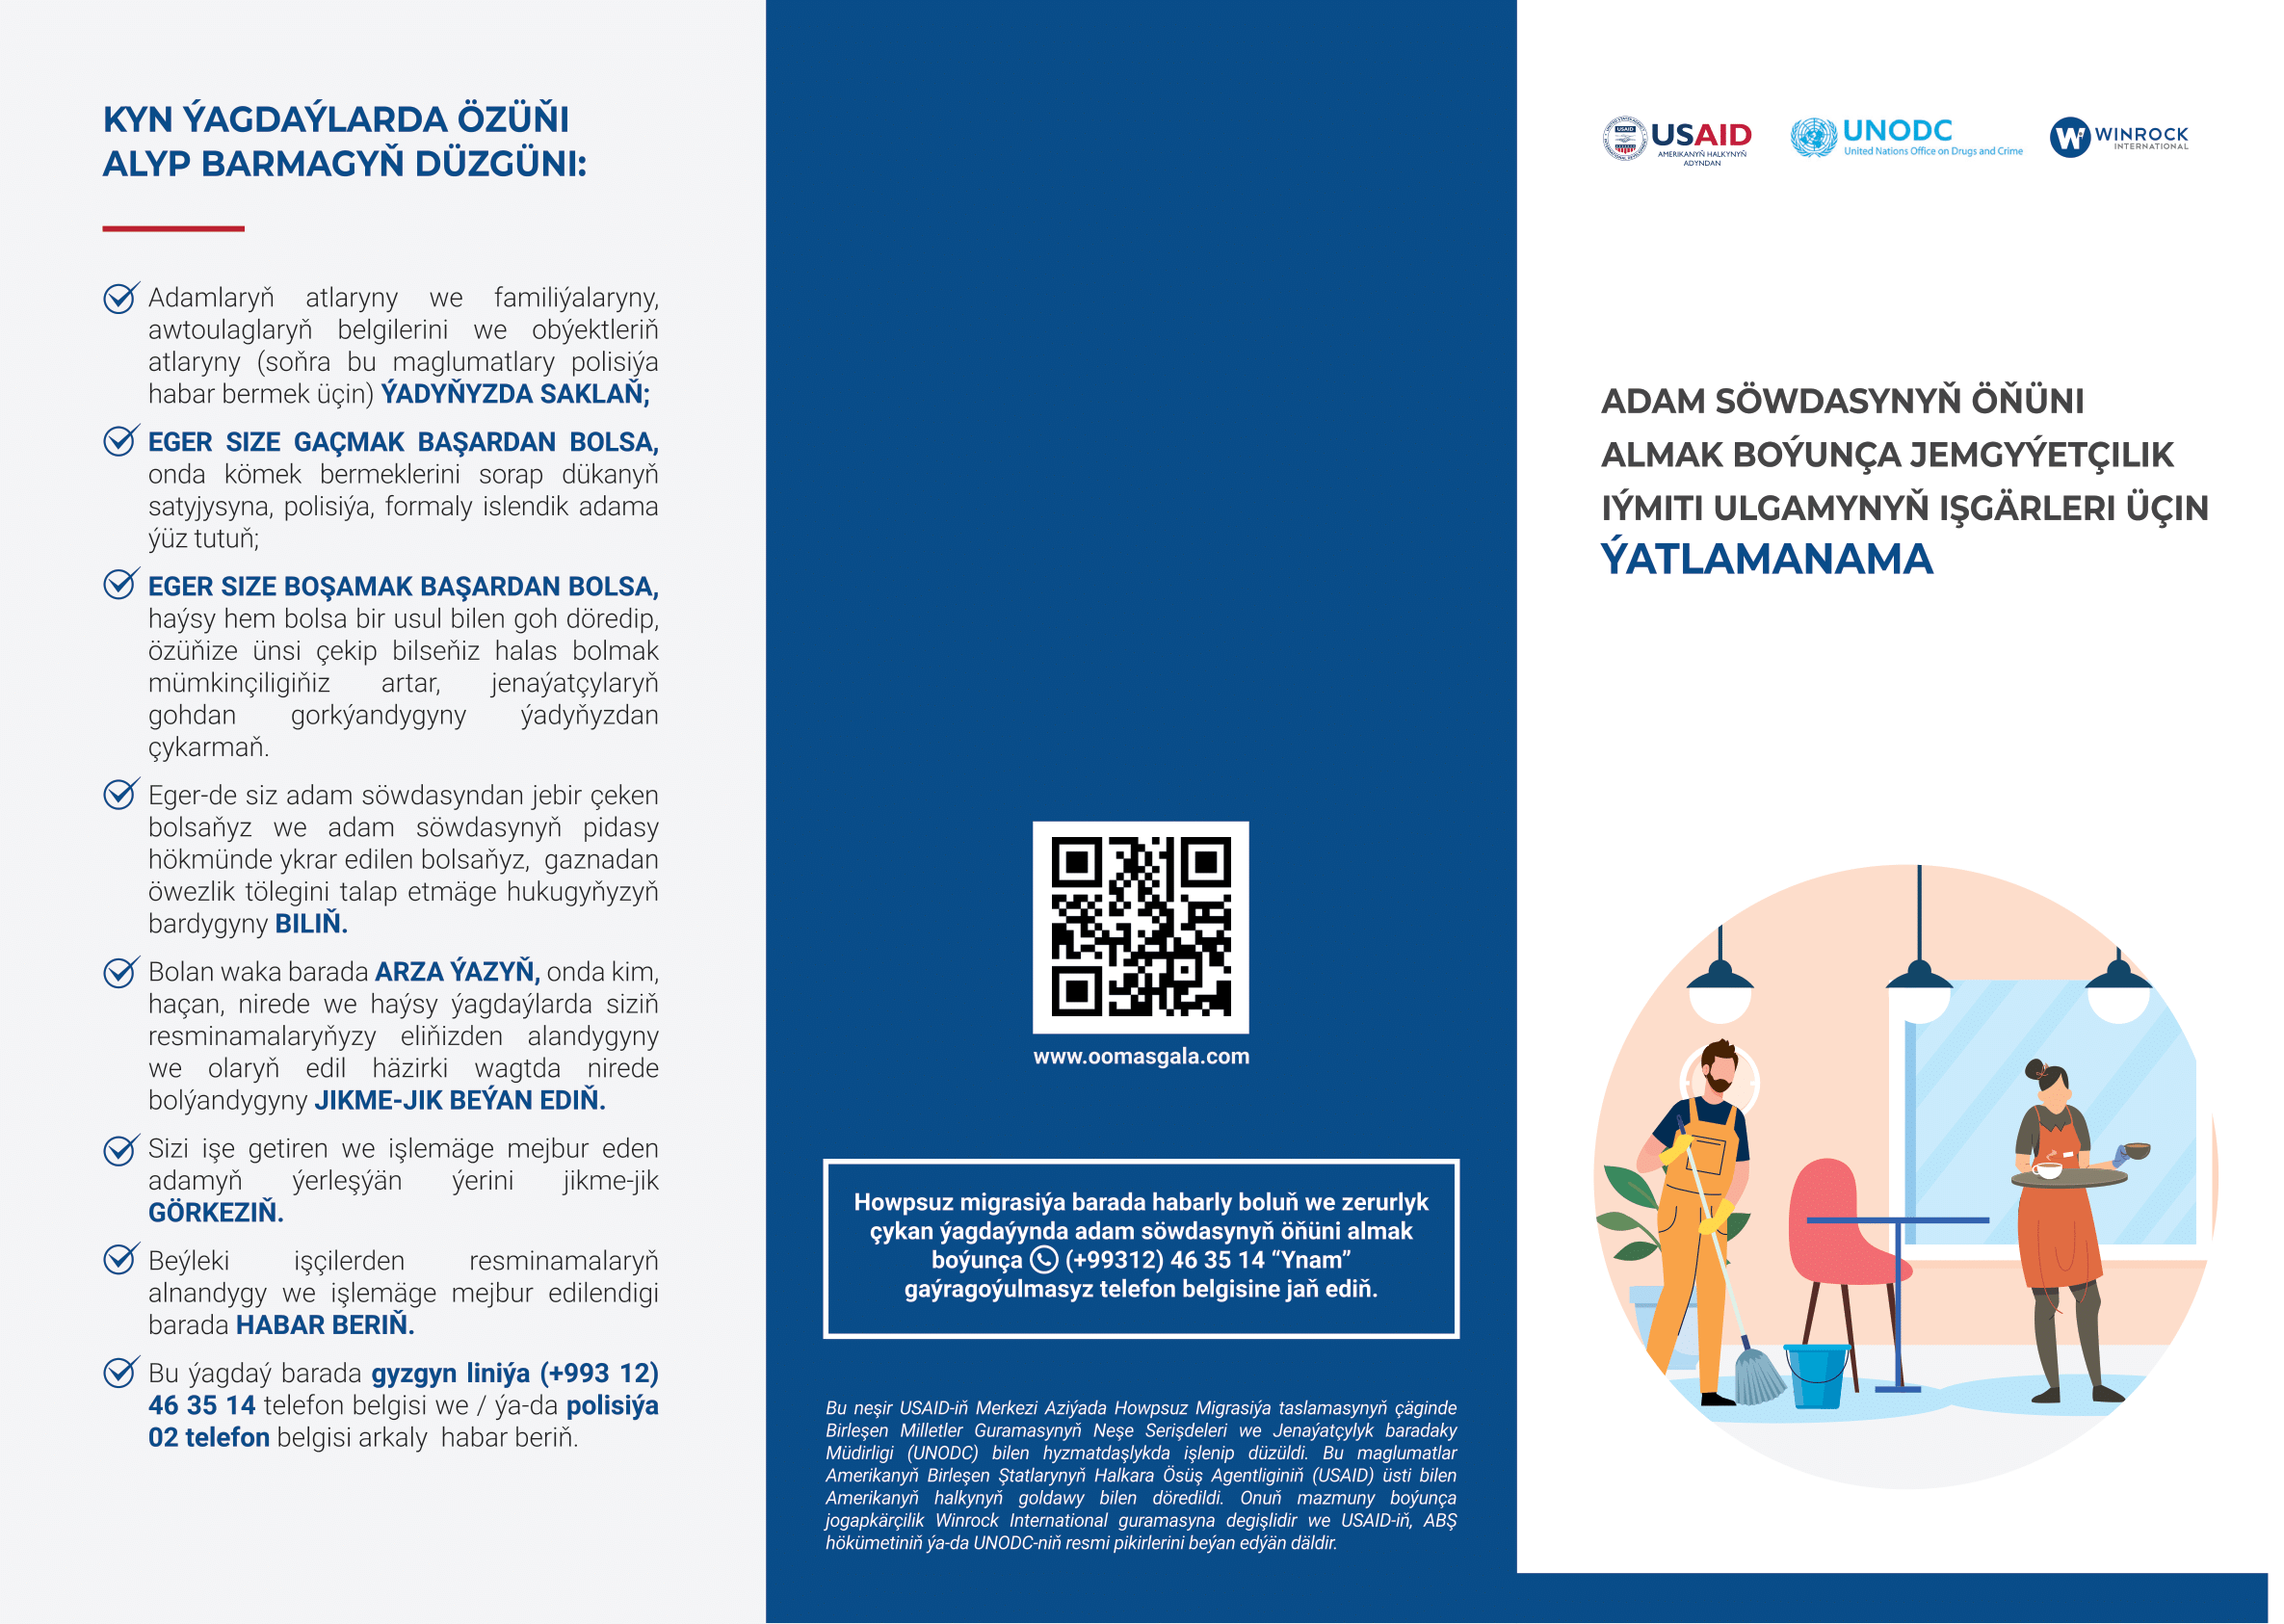 KYN ÝAGDAÝLARDA ÖZÜŇI
ALYP BARMAGYŇ DÜZGÜNI:
Adamlaryň atlaryny we familiýalaryny,
awtoulaglaryň belgilerini we obýektleriň
atlaryny (soňra bu maglumatlary polisiýa
habar bermek üçin) ÝADYŇYZDA SAKLAŇ;
EGER SIZE GAÇMAK BAŞARDAN BOLSA,
onda kömek bermeklerini sorap dükanyň
satyjysyna, polisiýa, formaly islendik adama
ýüz tutuň;
EGER SIZE BOŞAMAK BAŞARDAN BOLSA,
haýsy hem bolsa bir usul bilen goh döredip,
özüňize ünsi çekip bilseňiz halas bolmak
mümkinçiligiňiz artar, jenaýatçylaryň
gohdan gorkýandygyny ýadyňyzdan
çykarmaň.
Eger-de siz adam söwdasyndan jebir çeken
bolsaňyz we adam söwdasynyň pidasy
hökmünde ykrar edilen bolsaňyz, gaznadan
öwezlik tölegini talap etmäge hukugyňyzyň
bardygyny BILIŇ.
Bolan waka barada ARZA ÝAZYŇ, onda kim,
haçan, nirede we haýsy ýagdaýlarda siziň
resminamalaryňyzy eliňizden alandygyny
we olaryň edil häzirki wagtda nirede
bolýandygyny JIKME-JIK BEÝAN EDIŇ.
Sizi işe getiren we işlemäge mejbur eden
adamyň ýerleşýän ýerini jikme-jik
GÖRKEZIŇ.
Beýleki işçilerden resminamalaryň
alnandygy we işlemäge mejbur edilendigi
barada HABAR BERIŇ.
Bu ýagdaý barada gyzgyn liniýa (+993 12)
46 35 14 telefon belgisi we / ýa-da polisiýa
02 telefon belgisi arkaly habar beriň.
www.oomasgala.com
Howpsuz migrasiýa barada habarly boluň we zerurlyk
çykan ýagdaýynda adam söwdasynyň öňüni almak
boýunça (+99312) 46 35 14 “Ynam”
gaýragoýulmasyz telefon belgisine jaň ediň.
Bu neşir USAID-iň Merkezi Aziýada Howpsuz Migrasiýa taslamasynyň çäginde
Birleşen Milletler Guramasynyň Neşe Serişdeleri we Jenaýatçylyk baradaky
Müdirligi (UNODC) bilen hyzmatdaşlykda işlenip düzüldi. Bu maglumatlar
Amerikanyň Birleşen Ştatlarynyň Halkara Ösüş Agentliginiň (USAID) üsti bilen
Amerikanyň halkynyň goldawy bilen döredildi. Onuň mazmuny boýunça
jogapkärçilik Winrock International guramasyna degişlidir we USAID-iň, ABŞ
hökümetiniň ýa-da UNODC-niň resmi pikirlerini beýan edýän däldir.
USAID
AMERIKANYŇ HALKYNYŇ
ADYNDAN
UNODC
United Nations Office on Drugs and Crime
WINROCK
INTERNATIONAL
ADAM SÖWDASYNYŇ ÖŇÜNI
ALMAK BOÝUNÇA JEMGYÝETÇILIK
IÝMITI ULGAMYNYŇ IŞGÄRLERI ÜÇIN
ÝATLAMANAMA